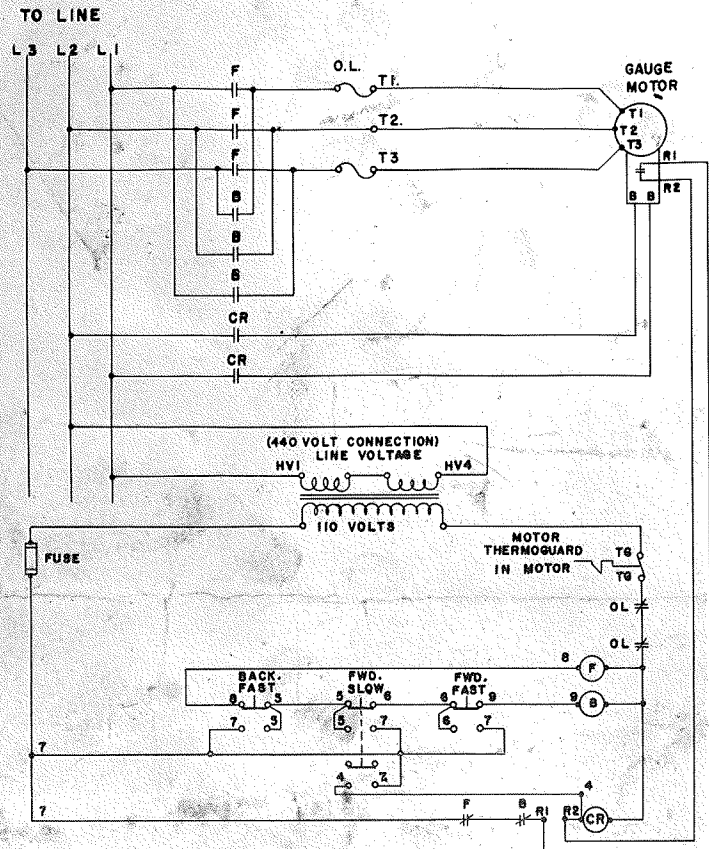 TO LINE
L3 L2 L1
F O.L. T1.
GAUGE
MOTOR
F T2.
T1
T2
T3
F T3
R1
R2
B
B B
B
B
CR
CR
(440 VOLT CONNECTION)
LINE VOLTAGE
HV1 HV4
110 VOLTS
MOTOR
THERMOGUARD
IN MOTOR
TG
TG
FUSE
OL
OL
8 F
BACK.
FAST
FWD.
SLOW
FWD.
FAST
8 5 5 6 6 9 9 B
7 5 5 7 6 7
7
4 7
4
7 F B R1 R2 CR